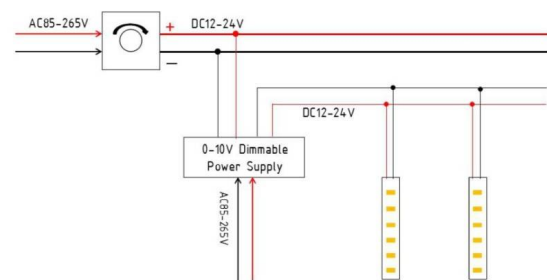 AC85-265V
+
DC12-24V
−
DC12-24V
0-10V Dimmable
Power Supply
AC85-265V